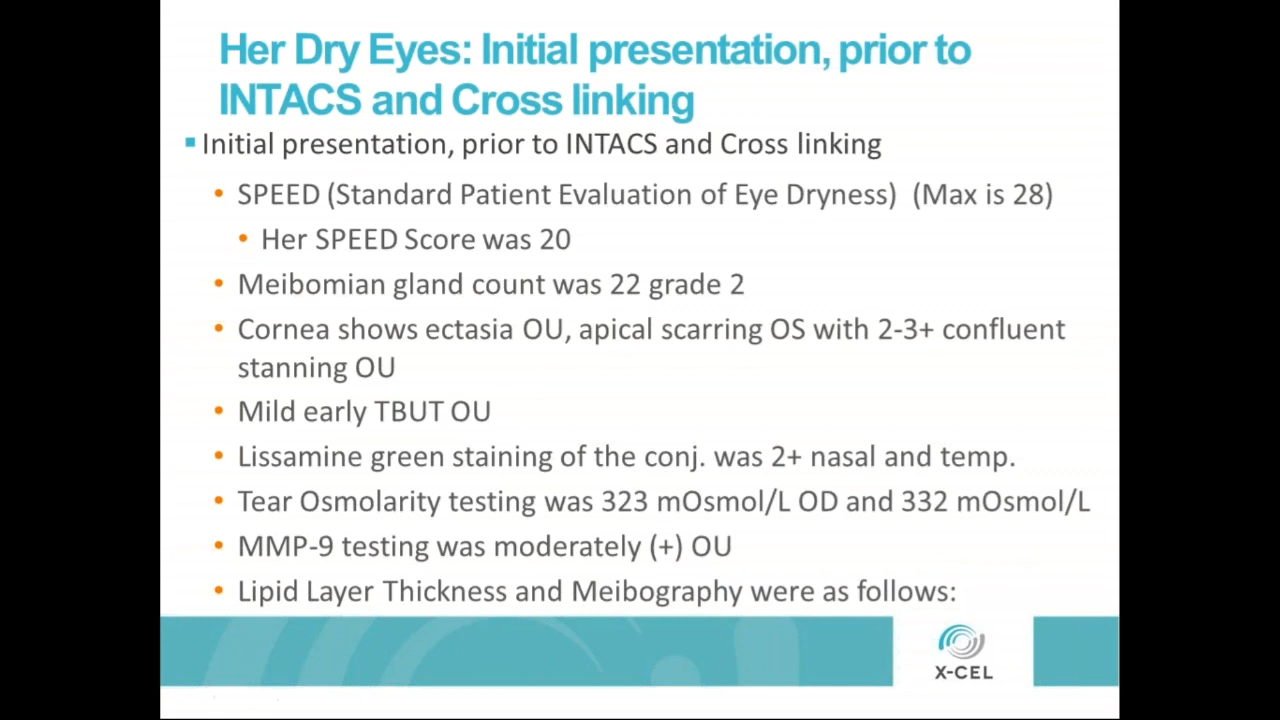 Her Dry Eyes: Initial presentation, prior to
INTACS and Cross linking
▪ Initial presentation, prior to INTACS and Cross linking
• SPEED (Standard Patient Evaluation of Eye Dryness) (Max is 28)
• Her SPEED Score was 20
• Meibomian gland count was 22 grade 2
• Cornea shows ectasia OU, apical scarring OS with 2-3+ confluent
stanning OU
• Mild early TBUT OU
• Lissamine green staining of the conj. was 2+ nasal and temp.
• Tear Osmolarity testing was 323 mOsmol/L OD and 332 mOsmol/L
• MMP-9 testing was moderately (+) OU
• Lipid Layer Thickness and Meibography were as follows:
X-CEL